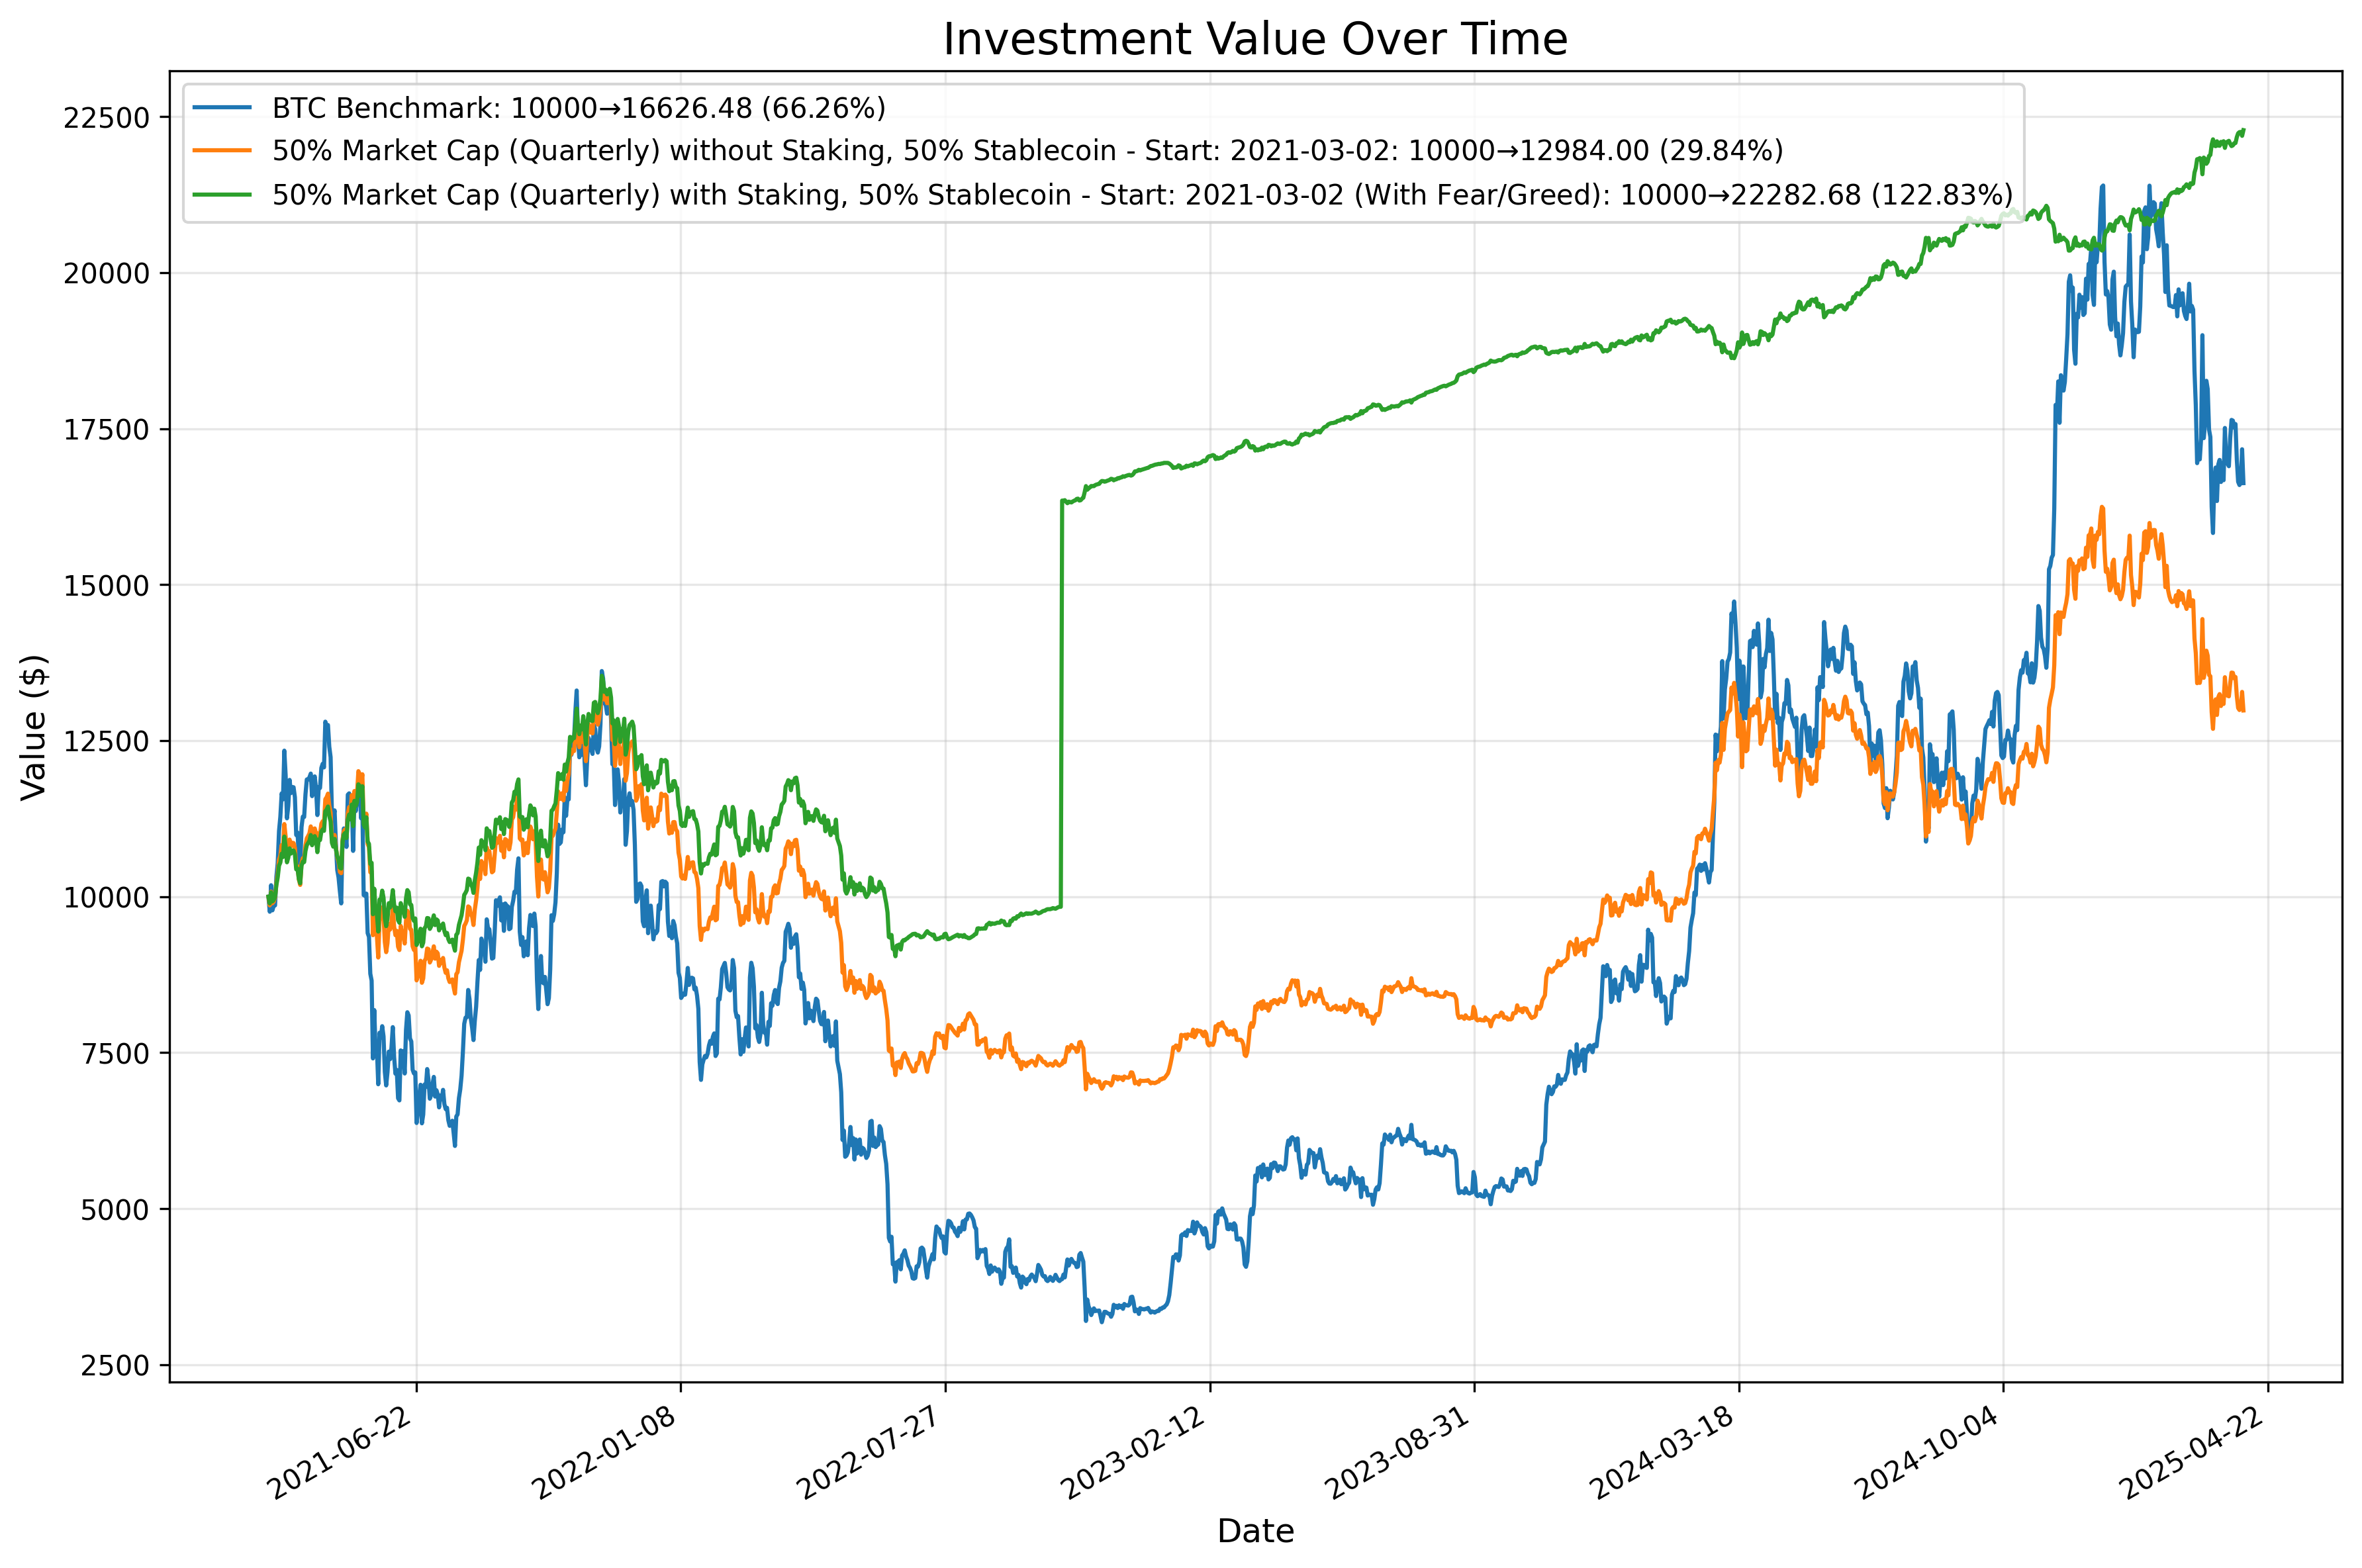 Investment Value Over Time
BTC Benchmark: 10000→16626.48 (66.26%)
50% Market Cap (Quarterly) without Staking, 50% Stablecoin - Start: 2021-03-02: 10000→12984.00 (29.84%)
50% Market Cap (Quarterly) with Staking, 50% Stablecoin - Start: 2021-03-02 (With Fear/Greed): 10000→22282.68 (122.83%)
Value ($)
22500
20000
17500
15000
12500
10000
7500
5000
2500
2021-06-22
2022-01-08
2022-07-27
2023-02-12
2023-08-31
2024-03-18
2024-10-04
2025-04-22
Date